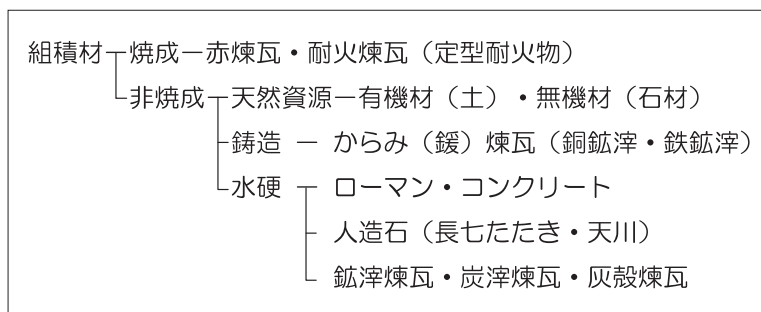 組積材 焼成―赤煉瓦・耐火煉瓦（定型耐火物）
非焼成 天然資源―有機材（土）・無機材（石材）
鋳造 ― からみ（鍰）煉瓦（銅鉱滓・鉄鉱滓）
水硬 ローマン・コンクリート
人造石（長七たたき・天川）
鉱滓煉瓦・炭滓煉瓦・灰殻煉瓦